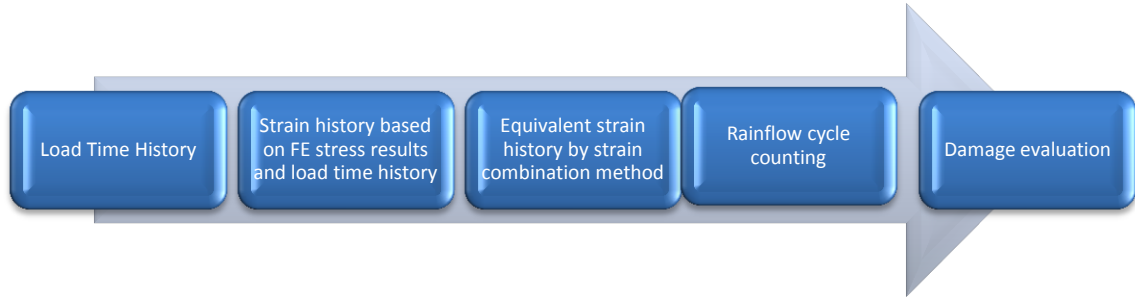 Load Time History
Strain history based
on FE stress results
and load time history
Equivalent strain
history by strain
combination method
Rainflow cycle
counting
Damage evaluation